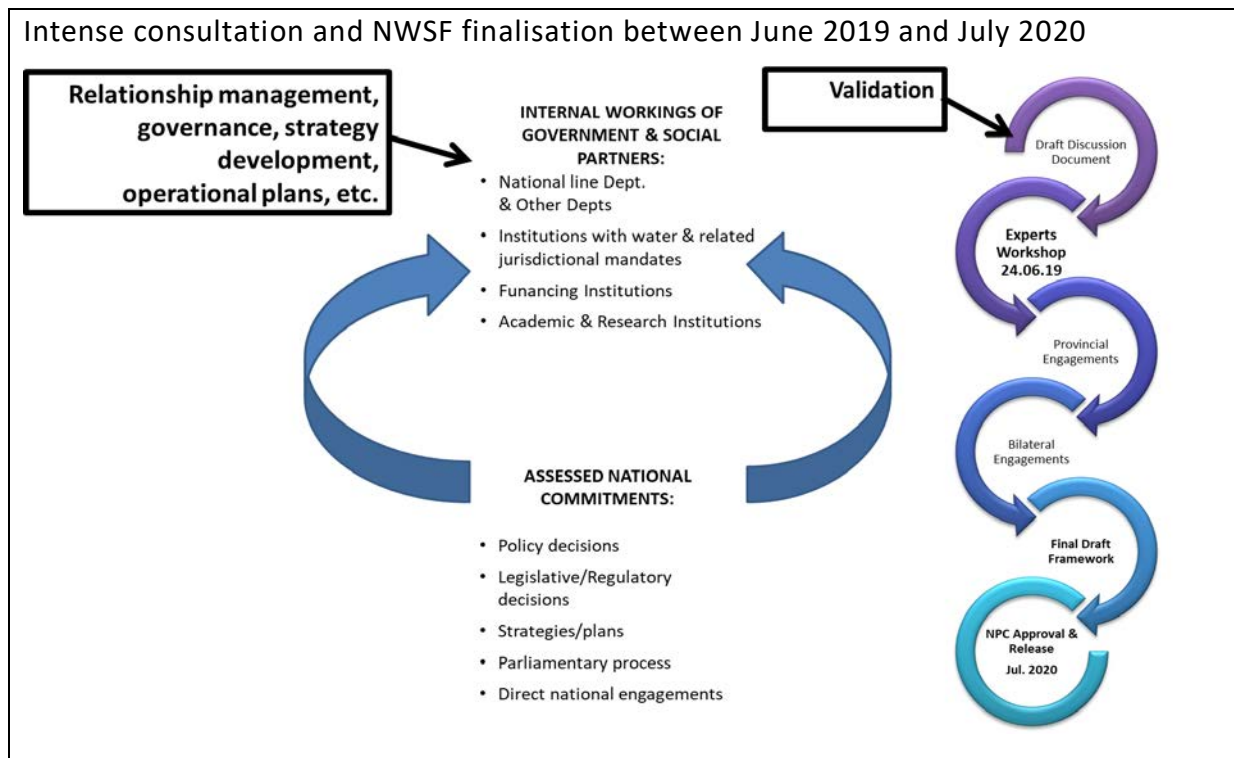 Intense consultation and NWSF finalisation between June 2019 and July 2020
Relationship management,
governance, strategy
development,
operational plans, etc.
INTERNAL WORKINGS OF
GOVERNMENT & SOCIAL
PARTNERS:
• National line Dept.
& Other Depts
• Institutions with water & related
jurisdictional mandates
• Funancing Institutions
• Academic & Research Institutions
ASSESSED NATIONAL
COMMITMENTS:
• Policy decisions
• Legislative/Regulatory
decisions
• Strategies/plans
• Parliamentary process
• Direct national engagements
Validation
Draft Discussion
Document
Experts
Workshop
24.06.19
Provincial
Engagements
Bilateral
Engagements
Final Draft
Framework
NPC Approval &
Release
Jul. 2020